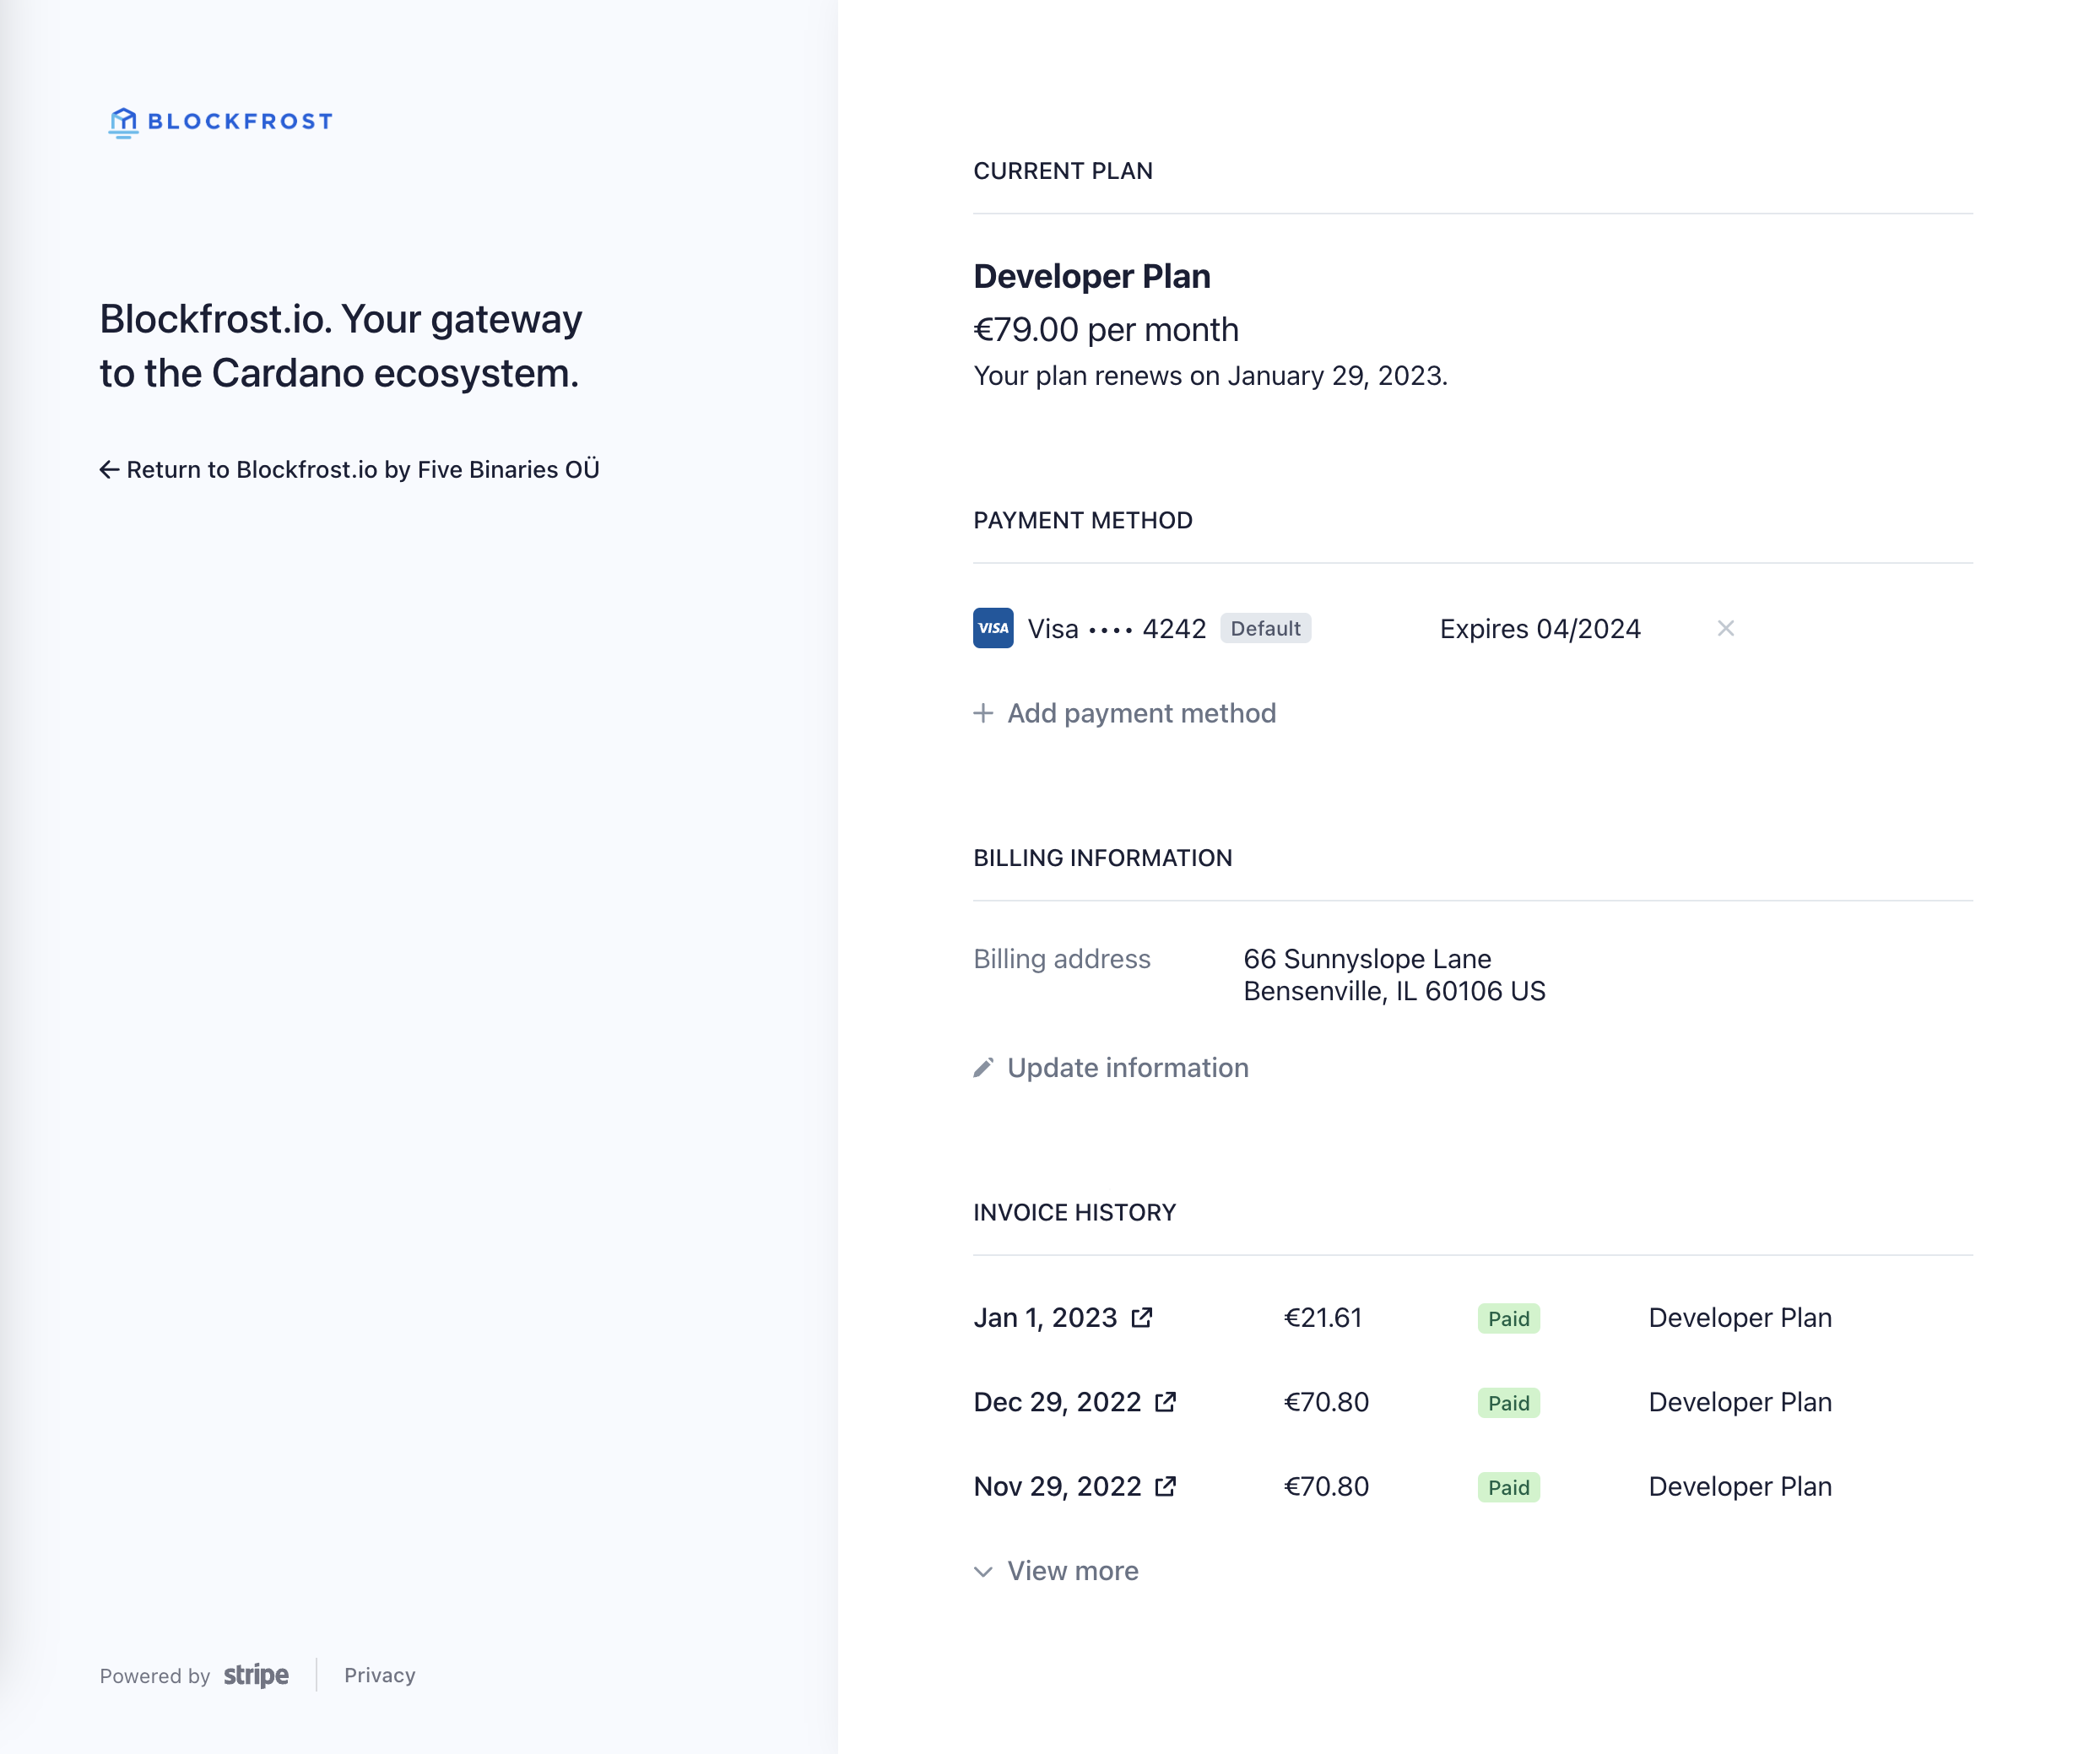 BLOCKFROST
Blockfrost.io. Your gateway
to the Cardano ecosystem.
← Return to Blockfrost.io by Five Binaries OÜ
Powered by stripe
Privacy
CURRENT PLAN
Developer Plan
€79.00 per month
Your plan renews on January 29, 2023.
PAYMENT METHOD
VISA Visa •••• 4242 Default Expires 04/2024 ×
+ Add payment method
BILLING INFORMATION
Billing address 66 Sunnyslope Lane
Bensenville, IL 60106 US
Update information
INVOICE HISTORY
Jan 1, 2023 €21.61 Paid Developer Plan
Dec 29, 2022 €70.80 Paid Developer Plan
Nov 29, 2022 €70.80 Paid Developer Plan
View more